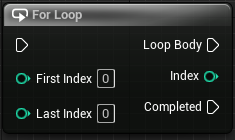 For Loop
Loop Body
First Index 0
Index
Last Index 0
Completed